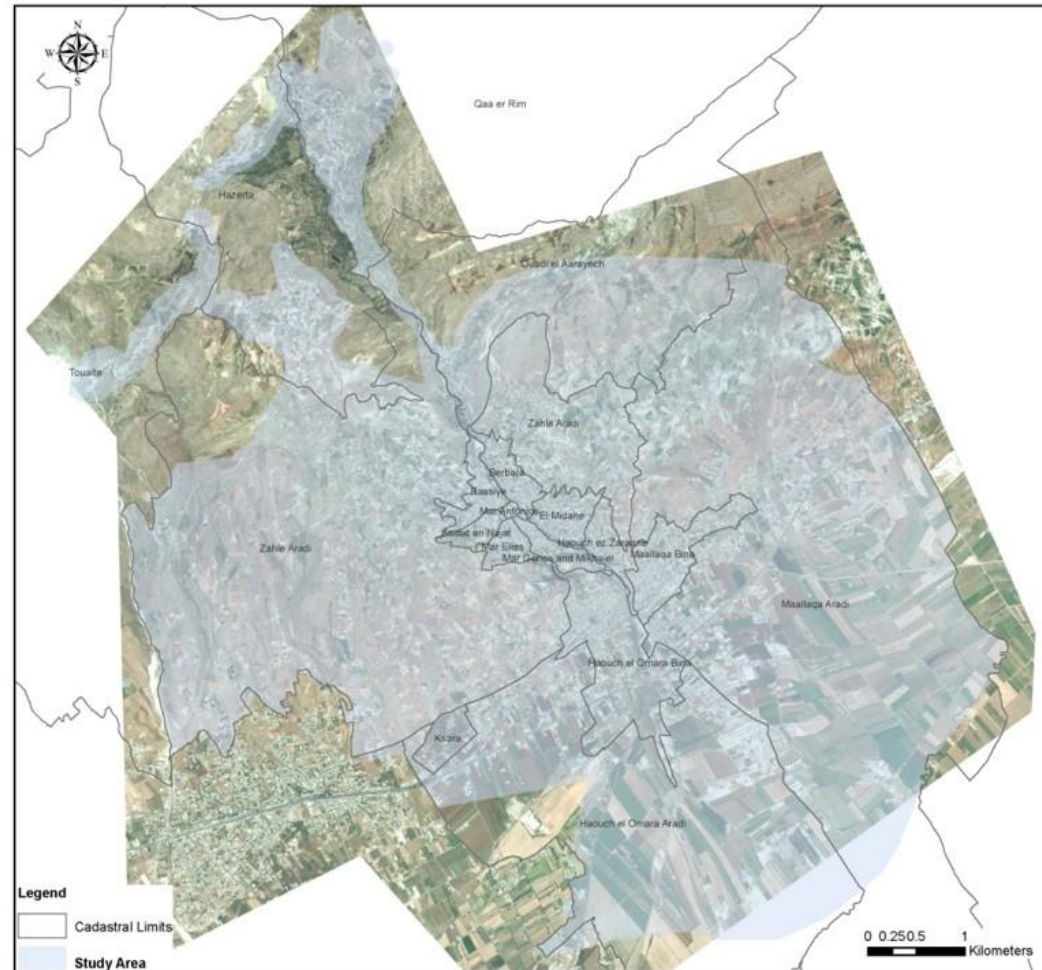 N
W E
S
Qaa er Rim
Hazerta
Ouadi el Aarayech
Touaite
Zahle Aradi
Berbara
Rassiye
Mar Antonios
El Midane
Saidat an Najat
Haouch ez Zaraane
Zahle Aradi
Mar Elias
Mar Gerios and Mikhaiel
Maallaqa Bina
Maallaqa Aradi
Haouch el Omara Bina
Ksara
Haouch el Omara Aradi
Legend
Cadastral Limits
Study Area
0 0.25 0.5 1
Kilometers